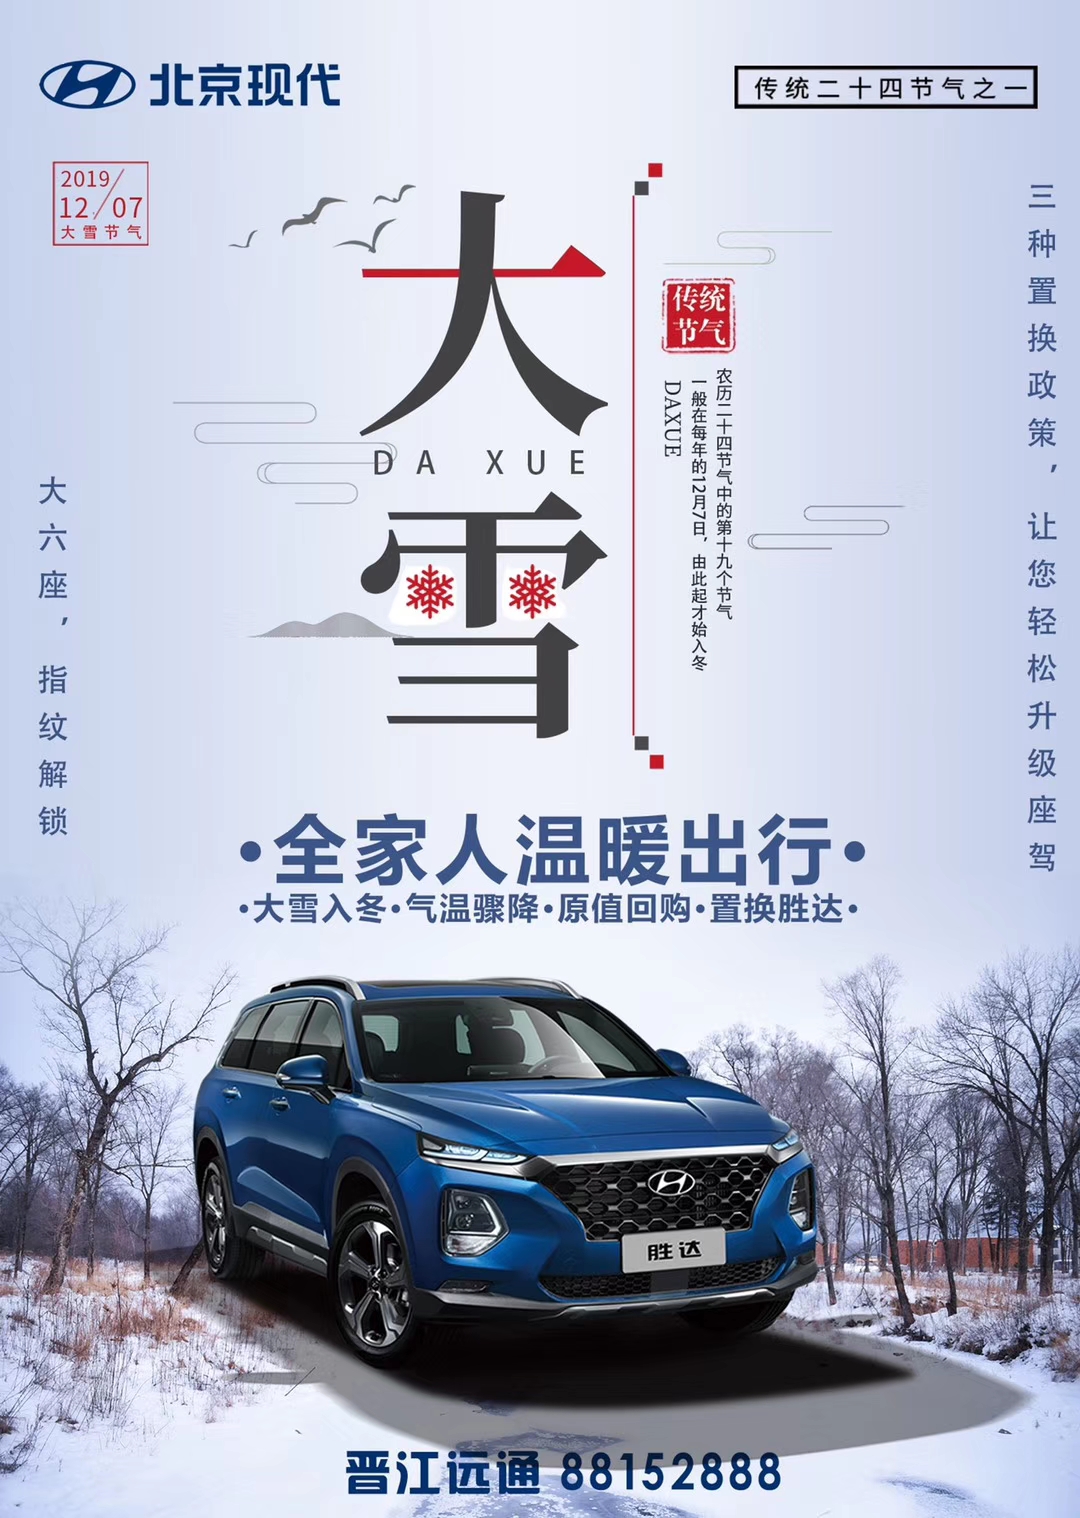 北京现代
传统二十四节气之一
2019/
12/07
大雪节气
大
DA XUE
雪
传统
节气
农历二十四节气中的第十九个节气
一般在每年的12月7日，由此起才始入冬
DAXUE
三种置换政策，让您轻松升级座驾
大六座，指纹解锁
•全家人温暖出行•
•大雪入冬•气温骤降•原值回购•置换胜达•
胜达
晋江远通 88152888